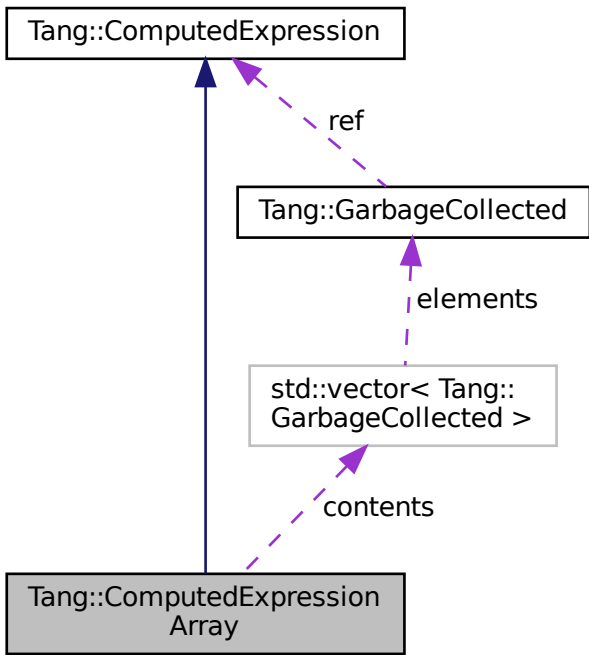 Tang::ComputedExpression
ref
Tang::GarbageCollected
elements
std::vector< Tang::
GarbageCollected >
contents
Tang::ComputedExpression
Array